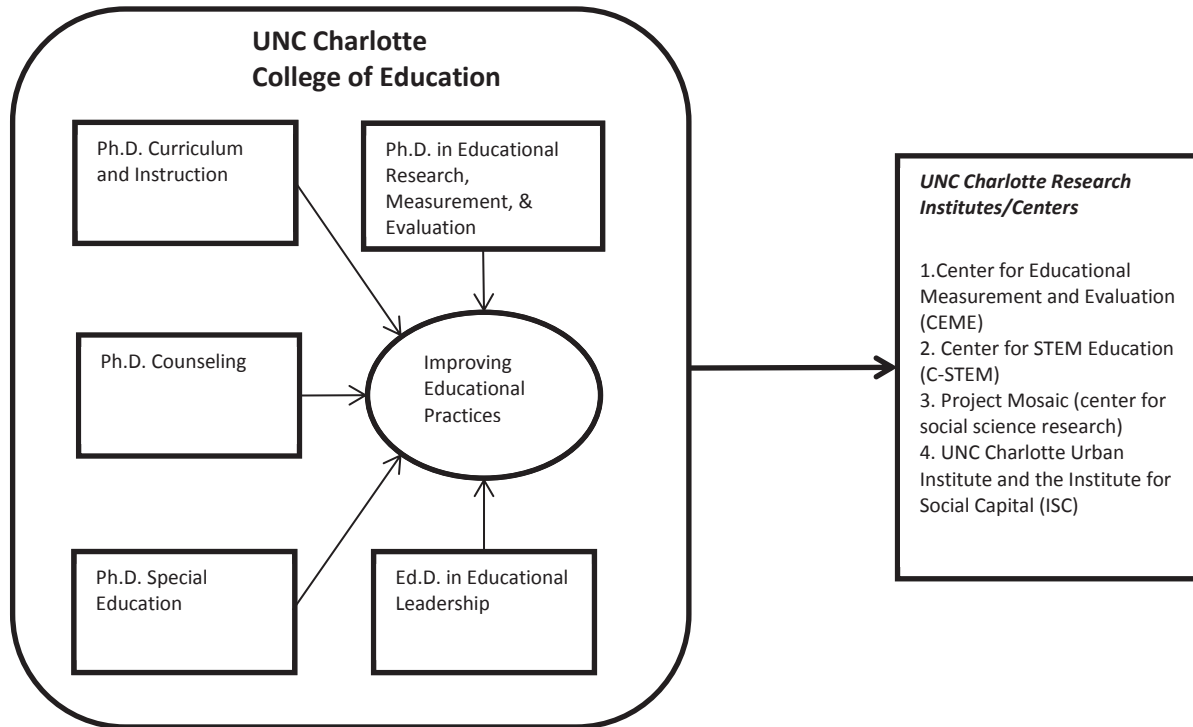 UNC Charlotte
College of Education
Ph.D. Curriculum
and Instruction
Ph.D. in Educational
Research,
Measurement, &
Evaluation
Ph.D. Counseling
Improving
Educational
Practices
Ph.D. Special
Education
Ed.D. in Educational
Leadership
UNC Charlotte Research
Institutes/Centers
1.Center for Educational
Measurement and Evaluation
(CEME)
2. Center for STEM Education
(C-STEM)
3. Project Mosaic (center for
social science research)
4. UNC Charlotte Urban
Institute and the Institute for
Social Capital (ISC)